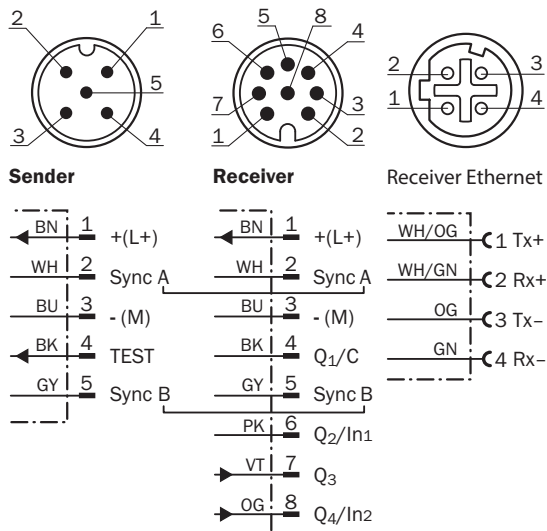 2 1
5
3 4
5 8
6 4
7 3
1 2
2 3
1 4
Sender
Receiver
Receiver Ethernet
BN 1 +(L+)
WH 2 Sync A
BU 3 - (M)
BK 4 TEST
GY 5 Sync B
BN 1 +(L+)
WH 2 Sync A
BU 3 - (M)
BK 4 Q1/C
GY 5 Sync B
PK 6 Q2/In1
VT 7 Q3
OG 8 Q4/In2
WH/OG 1 Tx+
WH/GN 2 Rx+
OG 3 Tx–
GN 4 Rx–